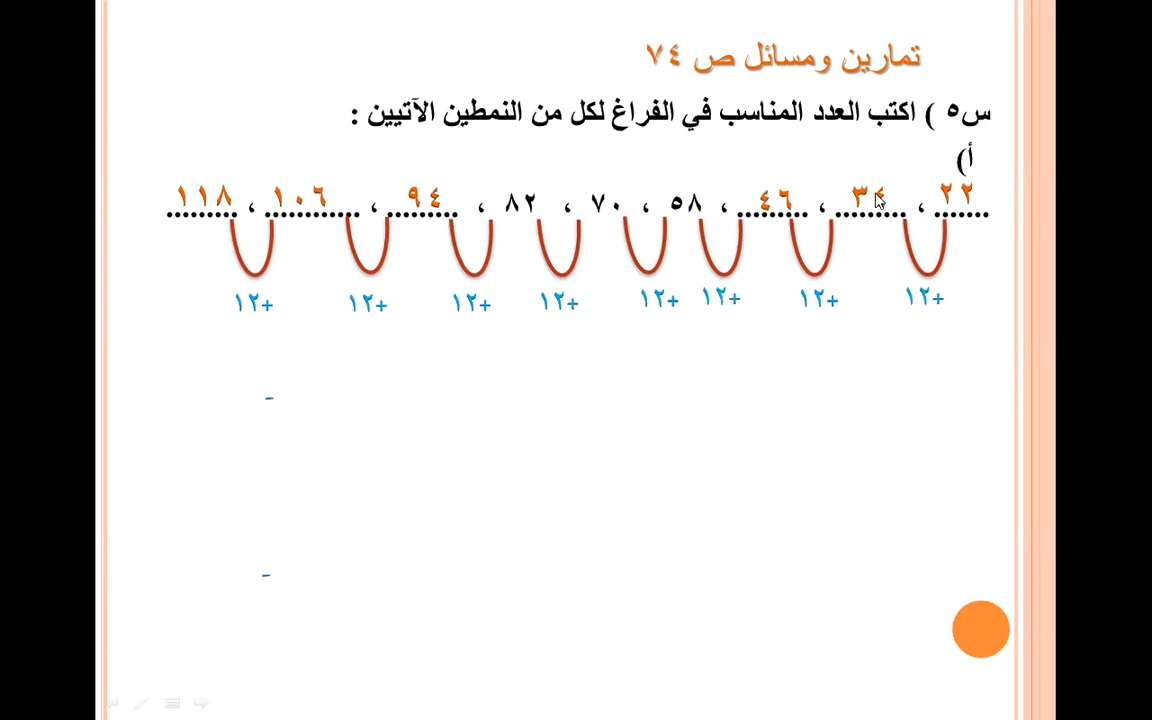 تمارين ومسائل ص ٧٤
س٥ ) اكتب العدد المناسب في الفراغ لكل من النمطين الآتيين :
أ)
٢٢ ، ٣٤ ، ٤٦ ، ٥٨ ، ٧٠ ، ٨٢ ، ٩٤ ، ١٠٦ ، ١١٨
+١٢ +١٢ +١٢ +١٢ +١٢ +١٢ +١٢ +١٢
-
-